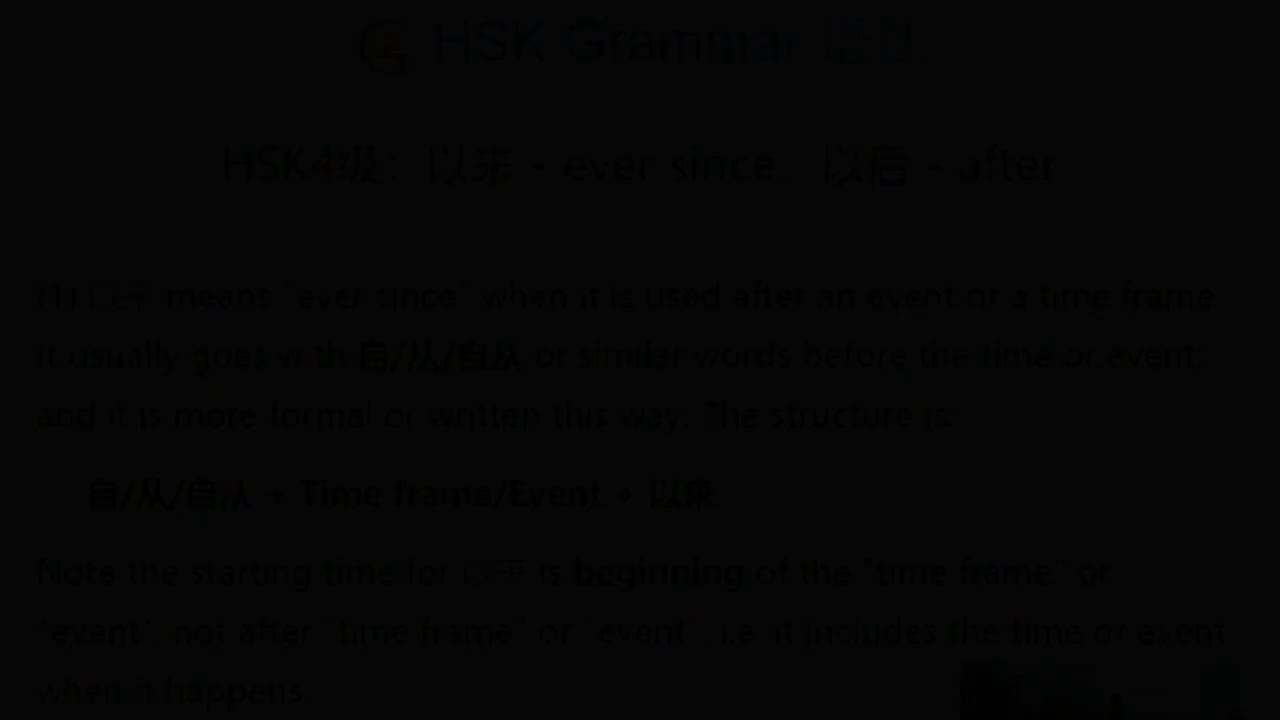 HSK Grammar 语法
HSK4级：以来 - ever since，以后 - after
(1) 以来 means "ever since" when it is used after an event or a time frame
It usually goes with 自/从/自从 or similar words before the time or event,
and it is more formal or written this way. The structure is:
自/从/自从 + Time frame/Event + 以来
Note the starting time for 以来 is beginning of the "time frame" or
"event", not after "time frame" or "event", i.e. it includes the time or event
when it happens.